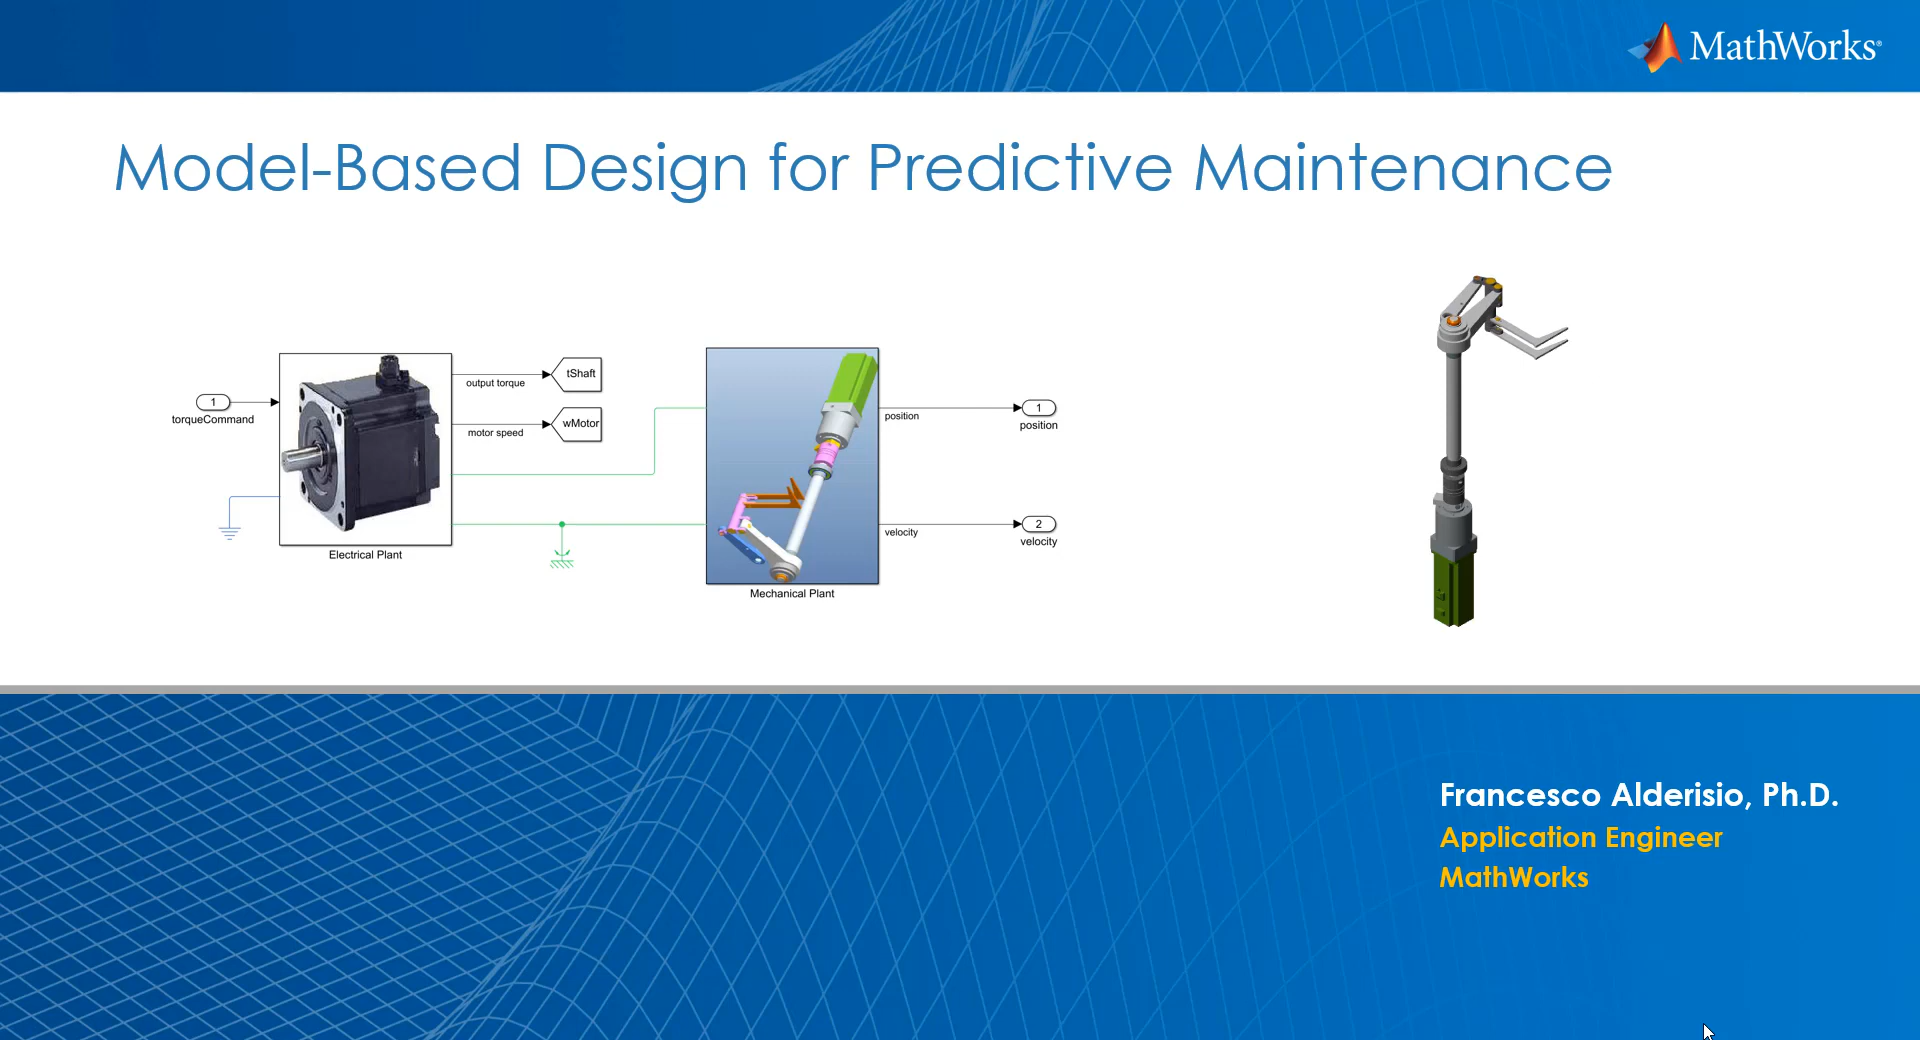 MathWorks®
Model-Based Design for Predictive Maintenance
1
torqueCommand
output torque
tShaft
motor speed
wMotor
Electrical Plant
position
1
position
velocity
2
velocity
Mechanical Plant
Francesco Alderisio, Ph.D.
Application Engineer
MathWorks